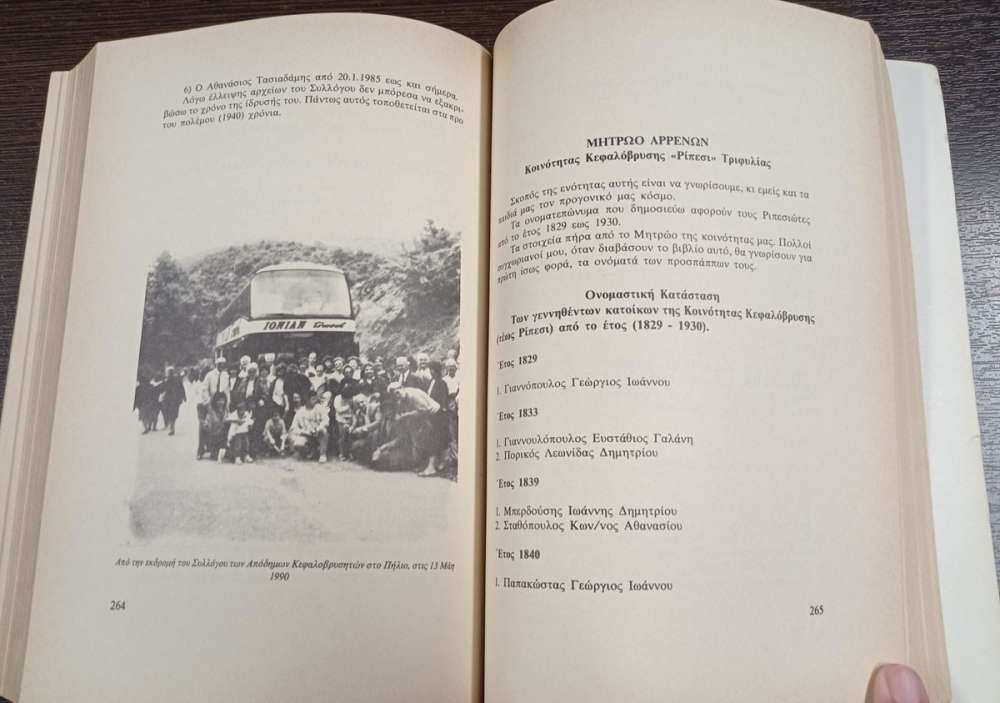 6) Ο Αθανάσιος Τασιαδάμης από 20.1.1985 εως και σήμερα.
Λόγω έλλειψης αρχείων του Συλλόγου δεν μπόρεσα να εξακρι-
βώσω το χρόνο της ίδρυσής του. Πάντως αυτός τοποθετείται στα προ
του πολέμου (1940) χρόνια.
IONIAN Travel
Από την εκδρομή του Συλλόγου των Απόδημων Κεφαλοβρυσητών στο Πήλιο, στις 13 Μάη
1990
264
ΜΗΤΡΩΟ ΑΡΡΕΝΩΝ
Κοινότητας Κεφαλόβρυσης «Ρίπεσι» Τριφυλίας
Σκοπός της ενότητας αυτής είναι να γνωρίσουμε, κι εμείς και τα
παιδιά μας τον προγονικό μας κόσμο.
Τα ονοματεπώνυμα που δημοσιεύω αφορούν τους Ριπεσιώτες
από το έτος 1829 εως 1930.
Τα στοιχεία πήρα από το Μητρώο της κοινότητας μας. Πολλοί
συγχωριανοί μου, όταν διαβάσουν το βιβλίο αυτό, θα γνωρίσουν για
πρώτη ίσως φορά, τα ονόματά των προσπάππων τους.
Ονομαστική Κατάσταση
Των γεννηθέντων κατοίκων της Κοινότητας Κεφαλόβρυσης
(τέως Ρίπεσι) από το έτος (1829 - 1930).
Έτος 1829
1. Γιαννόπουλος Γεώργιος Ιωάννου
Έτος 1833
1. Γιαννουλόπουλος Ευστάθιος Γαλάνη
2. Πορικός Λεωνίδας Δημητρίου
Έτος 1839
1. Μπερδούσης Ιωάννης Δημητρίου
2. Σταθόπουλος Κων/νος Αθανασίου
Έτος 1840
1. Παπακώστας Γεώργιος Ιωάννου
265